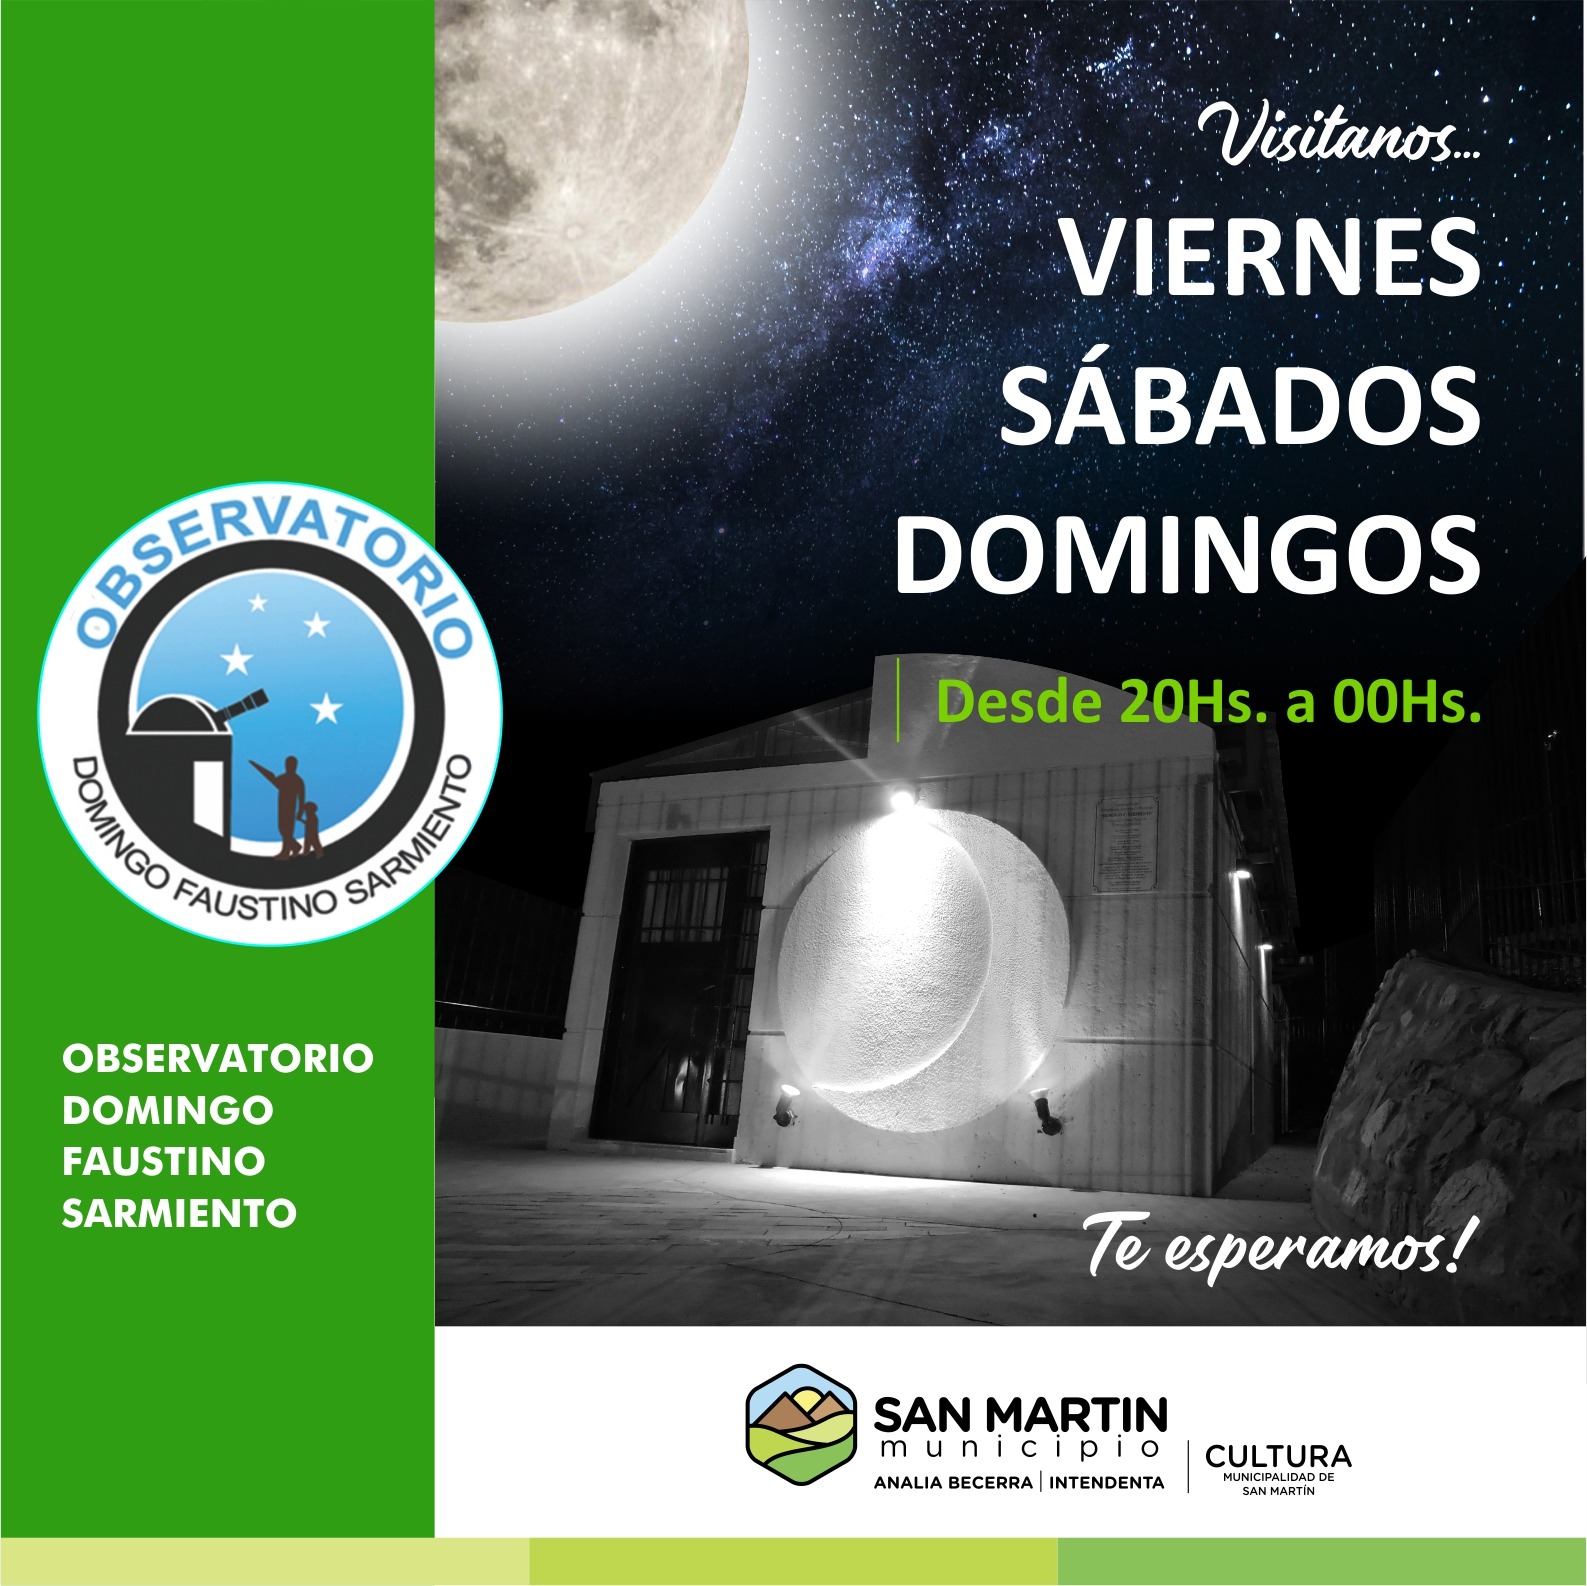 Visitanos...
VIERNES
SÁBADOS
DOMINGOS
Desde 20Hs. a 00Hs.
OBSERVATORIO
DOMINGO FAUSTINO SARMIENTO
OBSERVATORIO
DOMINGO
FAUSTINO
SARMIENTO
Te esperamos!
SAN MARTIN
municipio
ANALIA BECERRA | INTENDENTA
CULTURA
MUNICIPALIDAD DE
SAN MARTÍN